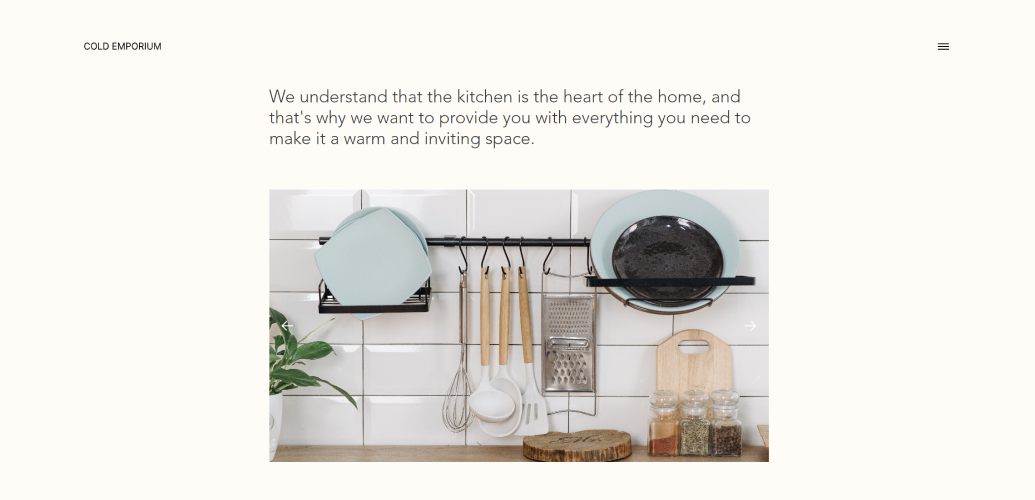 COLD EMPORIUM
We understand that the kitchen is the heart of the home, and
that's why we want to provide you with everything you need to
make it a warm and inviting space.